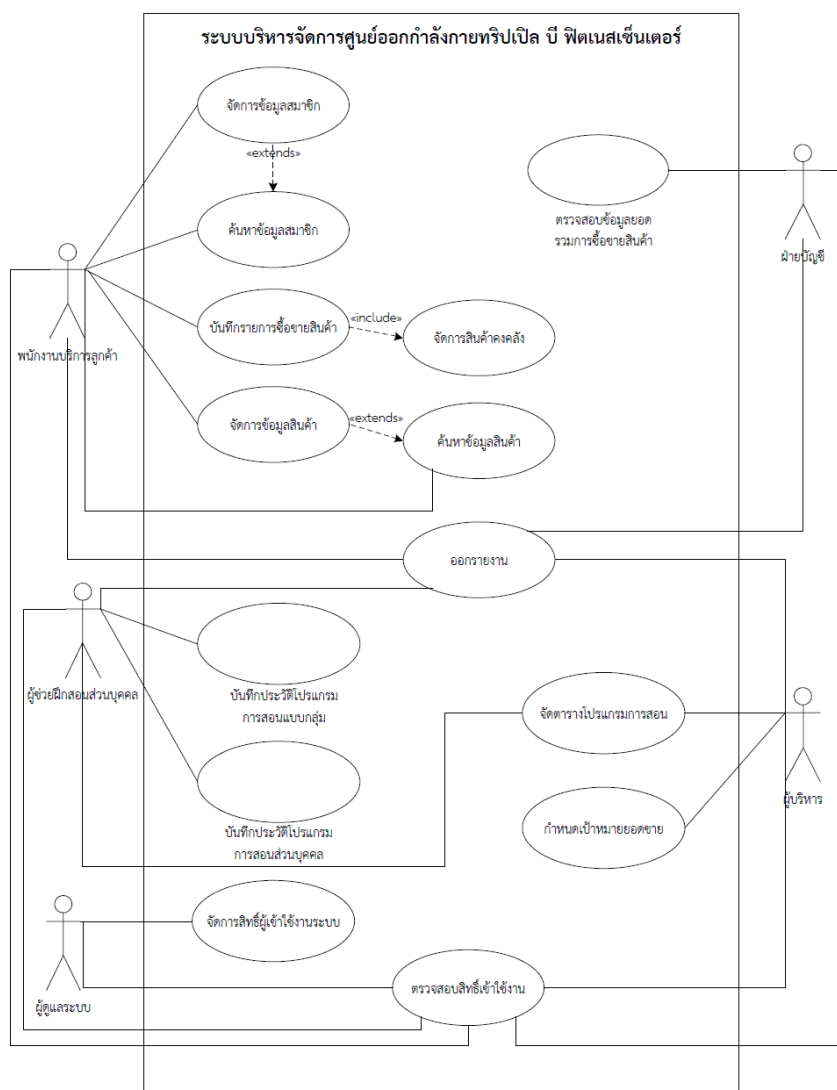 ระบบบริหารจัดการศูนย์ออกกำลังกายทริปเปิล บี ฟิตเนสเซ็นเตอร์
จัดการข้อมูลสมาชิก
«extends»
ค้นหาข้อมูลสมาชิก
ตรวจสอบข้อมูลยอด
รวมการซื้อขายสินค้า
ฝ่ายบัญชี
พนักงานบริการลูกค้า
บันทึกรายการซื้อขายสินค้า
«include»
จัดการสินค้าคงคลัง
จัดการข้อมูลสินค้า
«extends»
ค้นหาข้อมูลสินค้า
ออกรายงาน
ผู้ช่วยฝึกสอนส่วนบุคคล
บันทึกประวัติโปรแกรม
การสอนแบบกลุ่ม
จัดตารางโปรแกรมการสอน
ผู้บริหาร
บันทึกประวัติโปรแกรม
การสอนส่วนบุคคล
กำหนดเป้าหมายยอดขาย
จัดการสิทธิ์ผู้เข้าใช้งานระบบ
ผู้ดูแลระบบ
ตรวจสอบสิทธิ์เข้าใช้งาน